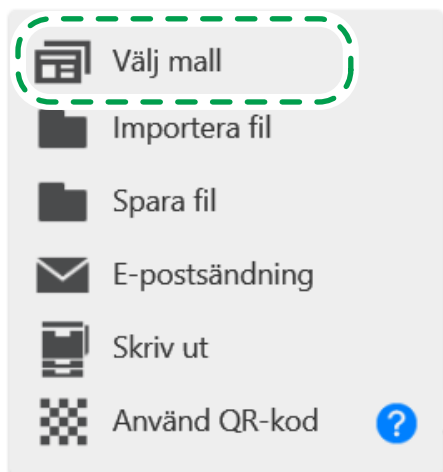 Välj mall
Importera fil
Spara fil
E-postsändning
Skriv ut
Använd QR-kod ?